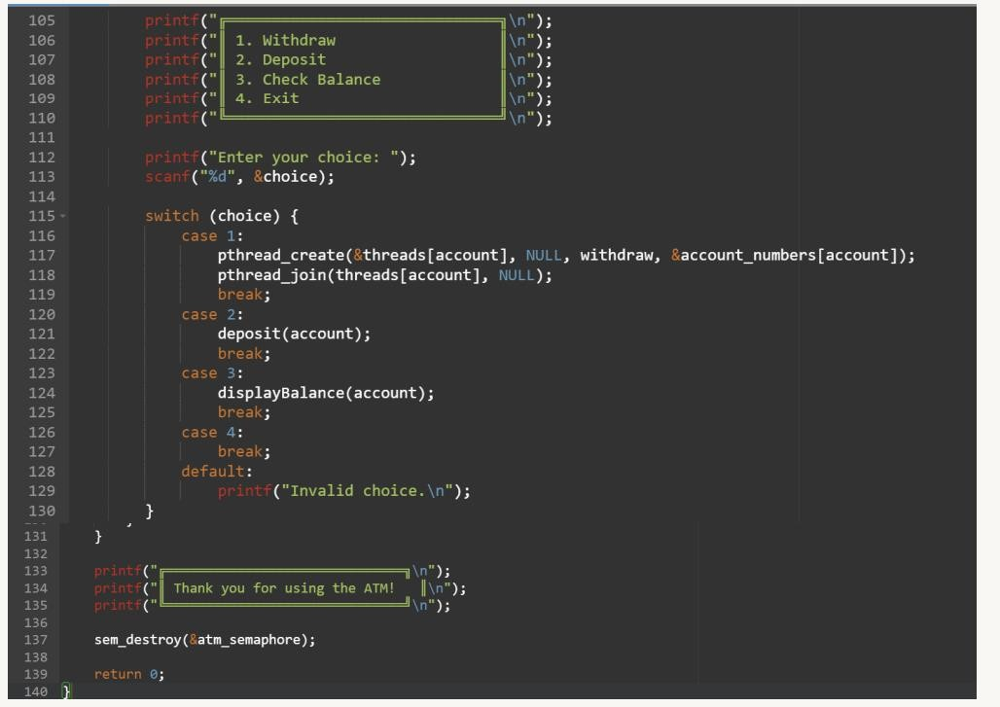 105 printf("╔═══════════════════════════════╗\n");
106 printf("║ 1. Withdraw                   ║\n");
107 printf("║ 2. Deposit                    ║\n");
108 printf("║ 3. Check Balance              ║\n");
109 printf("║ 4. Exit                       ║\n");
110 printf("╚═══════════════════════════════╝\n");
111
112 printf("Enter your choice: ");
113 scanf("%d", &choice);
114
115 switch (choice) {
116 case 1:
117 pthread_create(&threads[account], NULL, withdraw, &account_numbers[account]);
118 pthread_join(threads[account], NULL);
119 break;
120 case 2:
121 deposit(account);
122 break;
123 case 3:
124 displayBalance(account);
125 break;
126 case 4:
127 break;
128 default:
129 printf("Invalid choice.\n");
130 }
131 }
132
133 printf("╔═══════════════════════════════╗\n");
134 printf("║ Thank you for using the ATM!   ║\n");
135 printf("╚═══════════════════════════════╝\n");
136
137 sem_destroy(&atm_semaphore);
138
139 return 0;
140 }